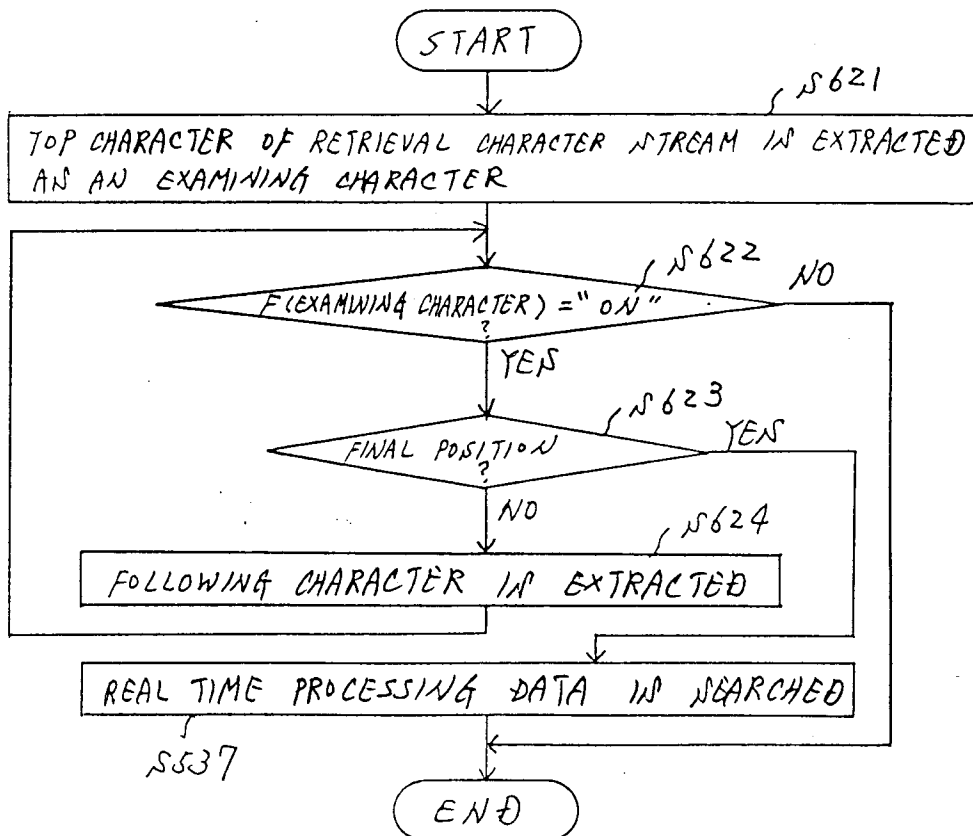 START
S621
TOP CHARACTER OF RETRIEVAL CHARACTER STREAM IS EXTRACTED
AS AN EXAMINING CHARACTER
S622
NO
F(EXAMINING CHARACTER) = "ON"
?
YES
S623
YES
FINAL POSITION
?
NO
S624
FOLLOWING CHARACTER IS EXTRACTED
REAL TIME PROCESSING DATA IS SEARCHED
S537
END